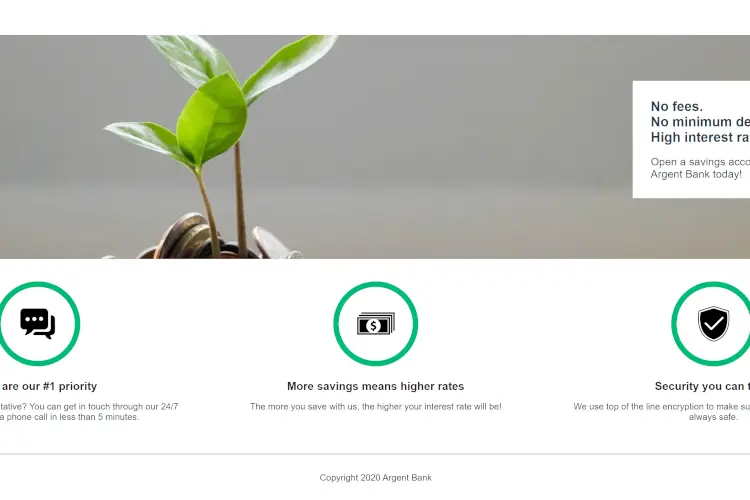 No fees.
No minimum de
High interest ra
Open a savings acco
Argent Bank today!
are our #1 priority
tative? You can get in touch through our 24/7
a phone call in less than 5 minutes.
$
More savings means higher rates
The more you save with us, the higher your interest rate will be!
Security you can t
We use top of the line encryption to make su
always safe.
Copyright 2020 Argent Bank